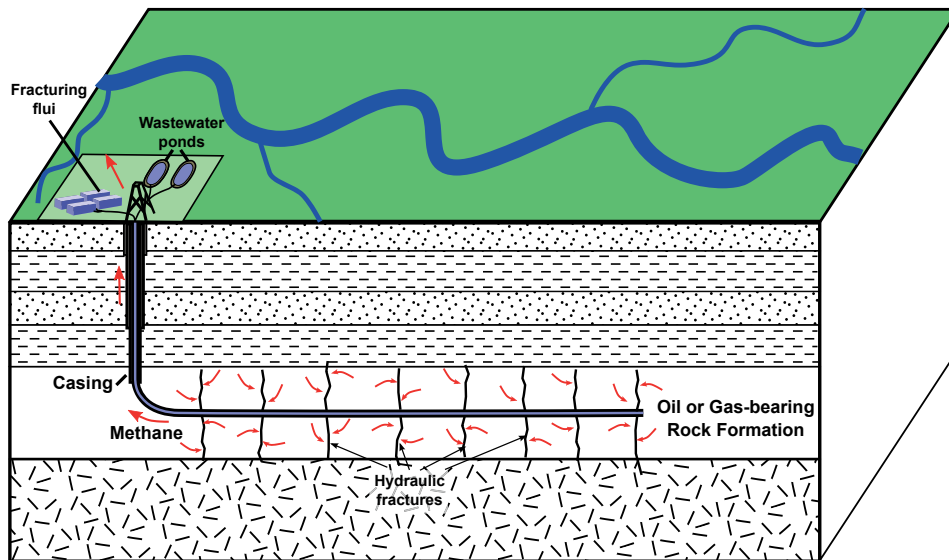 Fracturing
flui
Wastewater
ponds
Casing
Methane
Oil or Gas-bearing
Rock Formation
Hydraulic
fractures